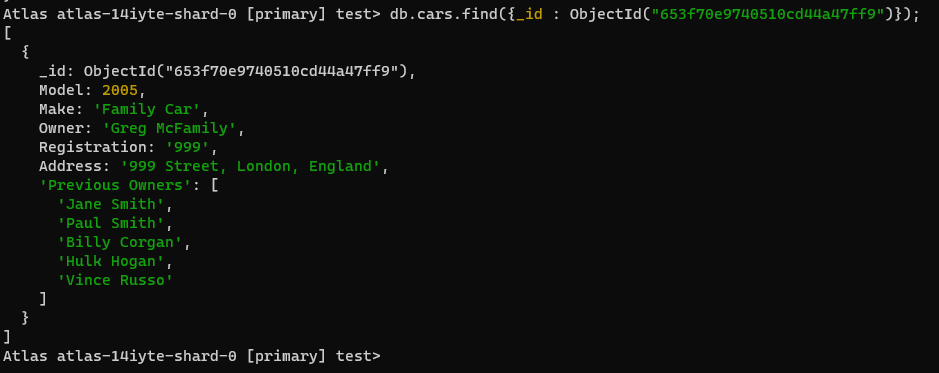 Atlas atlas-14iyte-shard-0 [primary] test> db.cars.find({_id : ObjectId("653f70e9740510cd44a47ff9")});
[
  {
    _id: ObjectId("653f70e9740510cd44a47ff9"),
    Model: 2005,
    Make: 'Family Car',
    Owner: 'Greg McFamily',
    Registration: '999',
    Address: '999 Street, London, England',
    'Previous Owners': [
      'Jane Smith',
      'Paul Smith',
      'Billy Corgan',
      'Hulk Hogan',
      'Vince Russo'
    ]
  }
]
Atlas atlas-14iyte-shard-0 [primary] test>